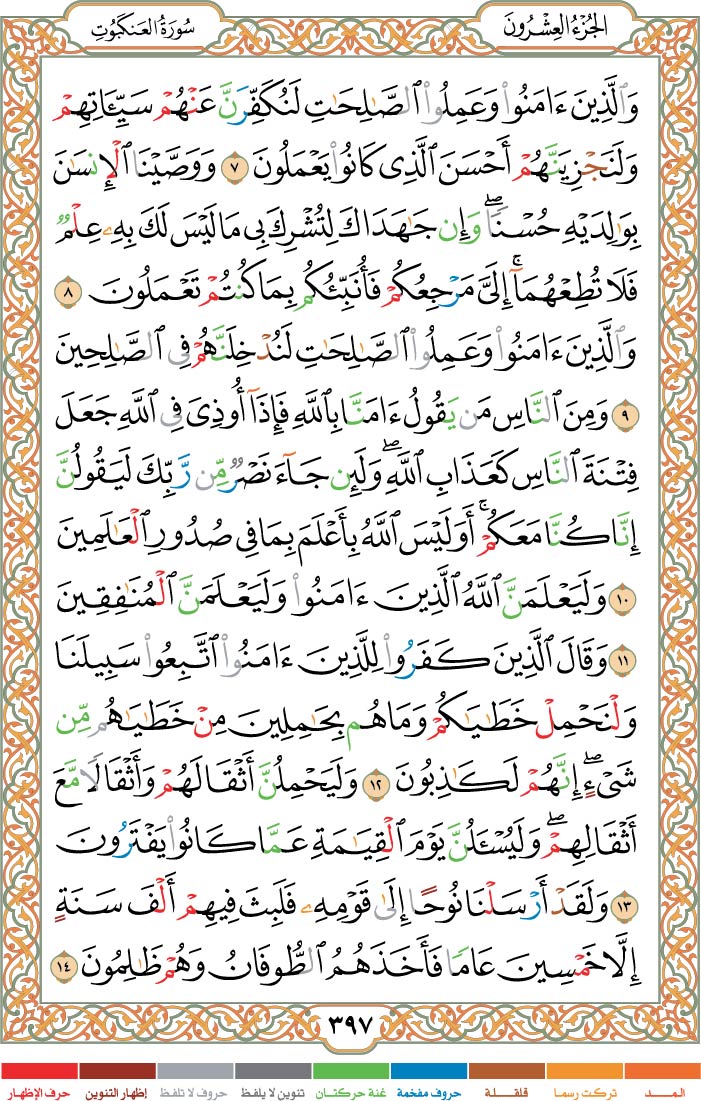 الجُزْءُ العِشْرُونَ
سُورَةُ العَنكَبُوتِ
وَٱلَّذِينَ ءَامَنُوا۟ وَعَمِلُوا۟ ٱلصَّـٰلِحَـٰتِ لَنُكَفِّرَنَّ عَنْهُمْ سَيِّـَٔاتِهِمْ
وَلَنَجْزِيَنَّهُمْ أَحْسَنَ ٱلَّذِى كَانُوا۟ يَعْمَلُونَ ٧ وَوَصَّيْنَا ٱلْإِنسَـٰنَ
بِوَٰلِدَيْهِ حُسْنًا ۖ وَإِن جَـٰهَدَاكَ لِتُشْرِكَ بِى مَا لَيْسَ لَكَ بِهِۦ عِلْمٌ
فَلَا تُطِعْهُمَآ ۚ إِلَىَّ مَرْجِعُكُمْ فَأُنَبِّئُكُم بِمَا كُنتُمْ تَعْمَلُونَ ٨
وَٱلَّذِينَ ءَامَنُوا۟ وَعَمِلُوا۟ ٱلصَّـٰلِحَـٰتِ لَنُدْخِلَنَّهُمْ فِى ٱلصَّـٰلِحِينَ
٩ وَمِنَ ٱلنَّاسِ مَن يَقُولُ ءَامَنَّا بِٱللَّهِ فَإِذَآ أُوذِىَ فِى ٱللَّهِ جَعَلَ
فِتْنَةَ ٱلنَّاسِ كَعَذَابِ ٱللَّهِ ۖ وَلَئِن جَآءَ نَصْرٌ مِّن رَّبِّكَ لَيَقُولُنَّ
إِنَّا كُنَّا مَعَكُمْ ۚ أَوَلَيْسَ ٱللَّهُ بِأَعْلَمَ بِمَا فِى صُدُورِ ٱلْعَـٰلَمِينَ
١٠ وَلَيَعْلَمَنَّ ٱللَّهُ ٱلَّذِينَ ءَامَنُوا۟ وَلَيَعْلَمَنَّ ٱلْمُنَـٰفِقِينَ
١١ وَقَالَ ٱلَّذِينَ كَفَرُوا۟ لِلَّذِينَ ءَامَنُوا۟ ٱتَّبِعُوا۟ سَبِيلَنَا
وَلْنَحْمِلْ خَطَـٰيَـٰكُمْ وَمَا هُم بِحَـٰمِلِينَ مِنْ خَطَـٰيَـٰهُم مِّن
شَىْءٍ ۖ إِنَّهُمْ لَكَـٰذِبُونَ ١٢ وَلَيَحْمِلُنَّ أَثْقَالَهُمْ وَأَثْقَالًا مَّعَ
أَثْقَالِهِمْ ۖ وَلَيُسْـَٔلُنَّ يَوْمَ ٱلْقِيَـٰمَةِ عَمَّا كَانُوا۟ يَفْتَرُونَ
١٣ وَلَقَدْ أَرْسَلْنَا نُوحًا إِلَىٰ قَوْمِهِۦ فَلَبِثَ فِيهِمْ أَلْفَ سَنَةٍ
إِلَّا خَمْسِينَ عَامًا فَأَخَذَهُمُ ٱلطُّوفَانُ وَهُمْ ظَـٰلِمُونَ ١٤
٣٩٧
المـــد
تركت رسما
قلقـلة
حروف مفخمة
غنة حركتان
تنوين لا يلفظ
حروف لا تلفظ
إظهار التنوين
حرف الإظهار